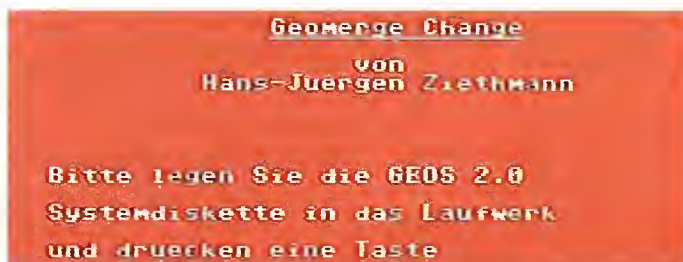 Geomerge Change
von
Hans-Juergen Ziethmann
Bitte legen Sie die GEOS 2.0
Systemdiskette in das Laufwerk
und druecken eine Taste